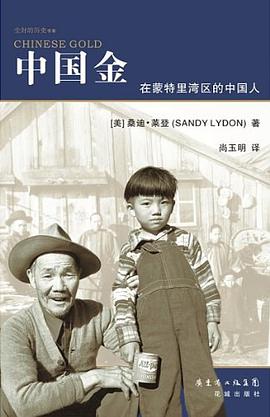 尘封的历史书系
CHINESE GOLD
中国金
在蒙特里湾区的中国人
[美] 桑迪·莱登 (SANDY LYDON) 著
尚玉明 译
广东省出版集团
花城出版社